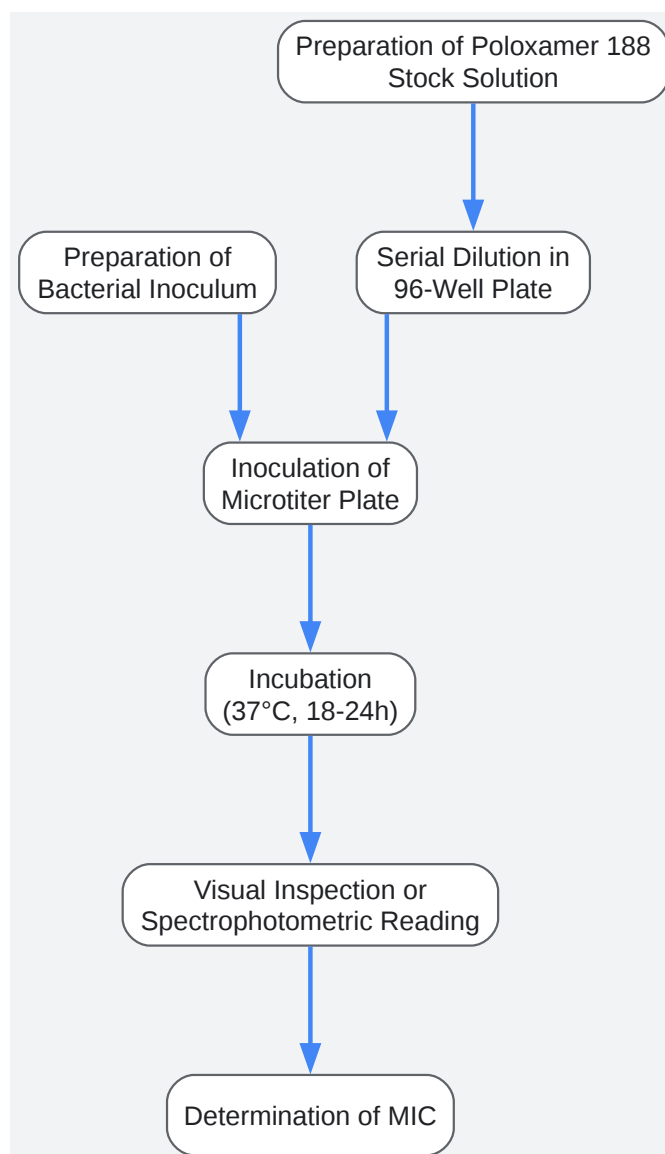 Preparation of Poloxamer 188
Stock Solution
Preparation of
Bacterial Inoculum
Serial Dilution in
96-Well Plate
Inoculation of
Microtiter Plate
Incubation
(37°C, 18-24h)
Visual Inspection or
Spectrophotometric Reading
Determination of MIC